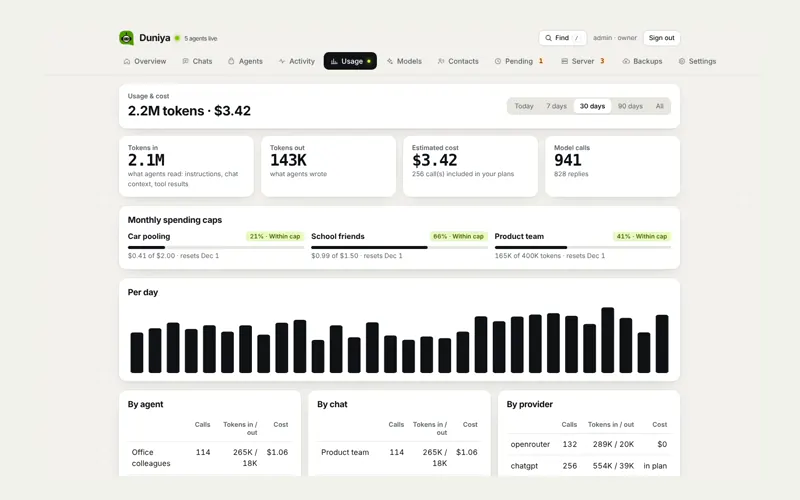 Duniya 5 agents live
Find / admin · owner Sign out
Overview Chats Agents Activity Usage Models Contacts Pending 1 Server 3 Backups Settings
Usage & cost
2.2M tokens · $3.42
Today 7 days 30 days 90 days All
Tokens in
2.1M
what agents read: instructions, chat
context, tool results
Tokens out
143K
what agents wrote
Estimated cost
$3.42
256 call(s) included in your plans
Model calls
941
828 replies
Monthly spending caps
Car pooling 21% · Within cap
$0.41 of $2.00 · resets Dec 1
School friends 66% · Within cap
$0.99 of $1.50 · resets Dec 1
Product team 41% · Within cap
165K of 400K tokens · resets Dec 1
Per day
By agent
Calls Tokens in / out Cost
Office colleagues 114 265K / 18K $1.06
By chat
Calls Tokens in / out Cost
Product team 114 265K / 18K $1.06
By provider
Calls Tokens in / out Cost
openrouter 132 289K / 20K $0
chatgpt 256 554K / 39K in plan